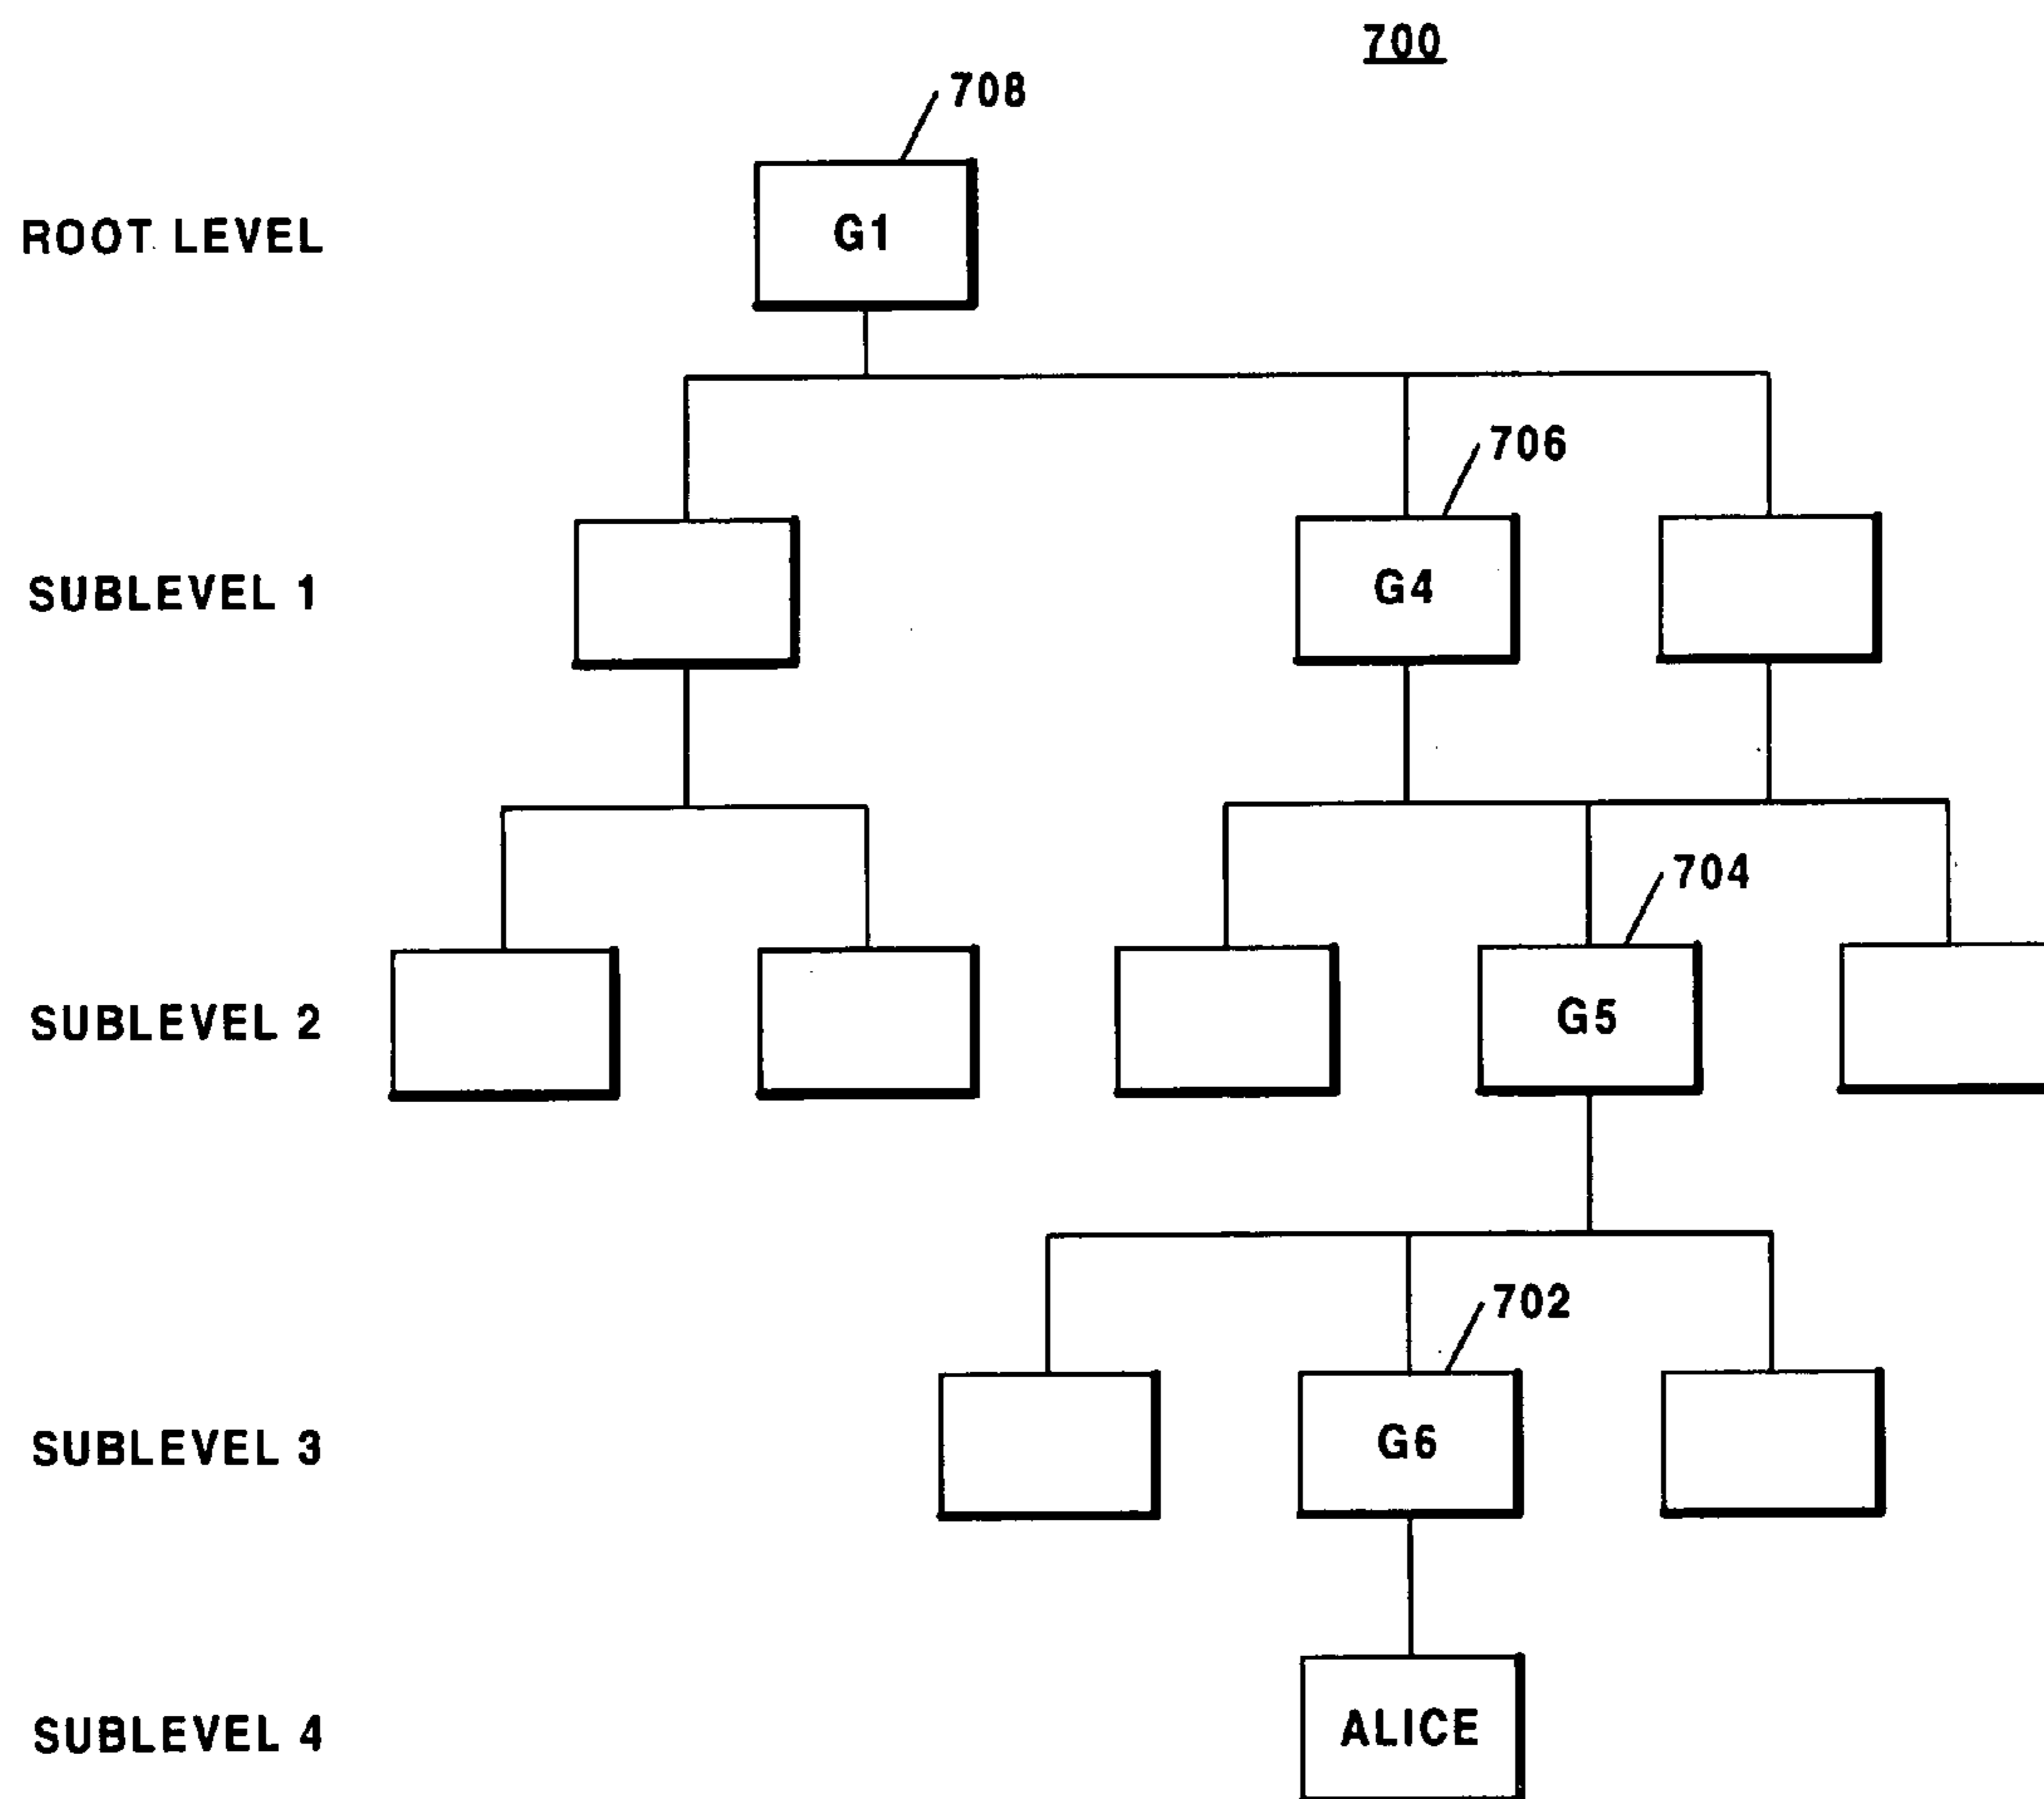 700
708
ROOT LEVEL
G1
706
SUBLEVEL 1
G4
704
SUBLEVEL 2
G5
702
SUBLEVEL 3
G6
SUBLEVEL 4
ALICE